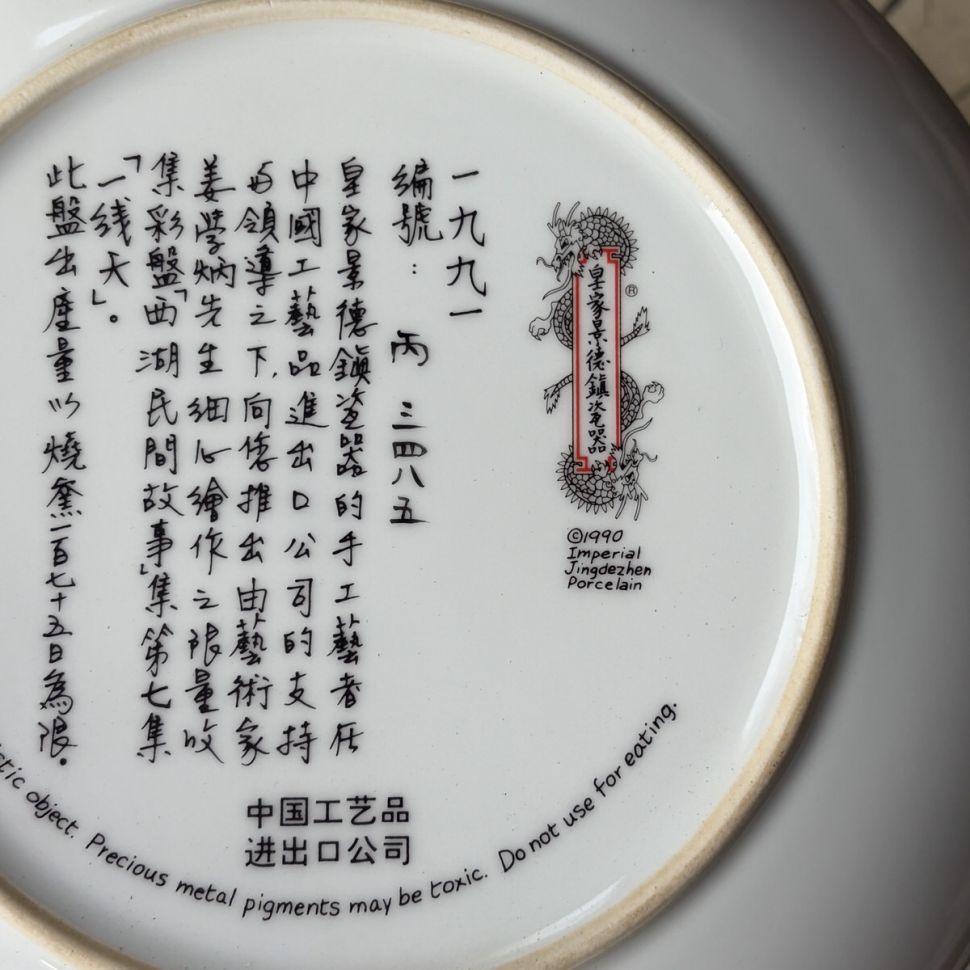 皇家景德鎮瓷器
®
©1990
Imperial
Jingdezhen
Porcelain
一九九一
編號：丙 三四八五
皇家景德鎮瓷器的手工藝者在
中國工藝品進出口公司的支持
与領導之下,向您推出由藝術家
姜學炳先生細心繪作之限量收
集彩盤「西湖民間故事」集第七集
「一线天」。
此盤出產量以燒窯一百七十五日為限。
中国工艺品
进出口公司
object. Precious metal pigments may be toxic. Do not use for eating.